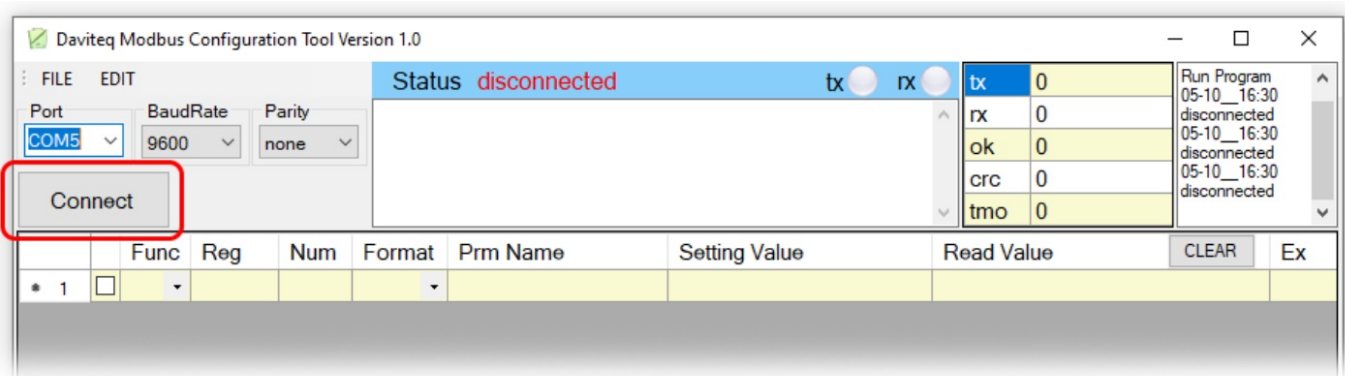 Daviteq Modbus Configuration Tool Version 1.0
FILE EDIT
Status disconnected tx rx
Port BaudRate Parity
COM5 9600 none
Connect
tx 0
rx 0
ok 0
crc 0
tmo 0
Run Program
05-10__16:30
disconnected
05-10__16:30
disconnected
05-10__16:30
disconnected
Func Reg Num Format Prm Name Setting Value Read Value CLEAR Ex
* 1